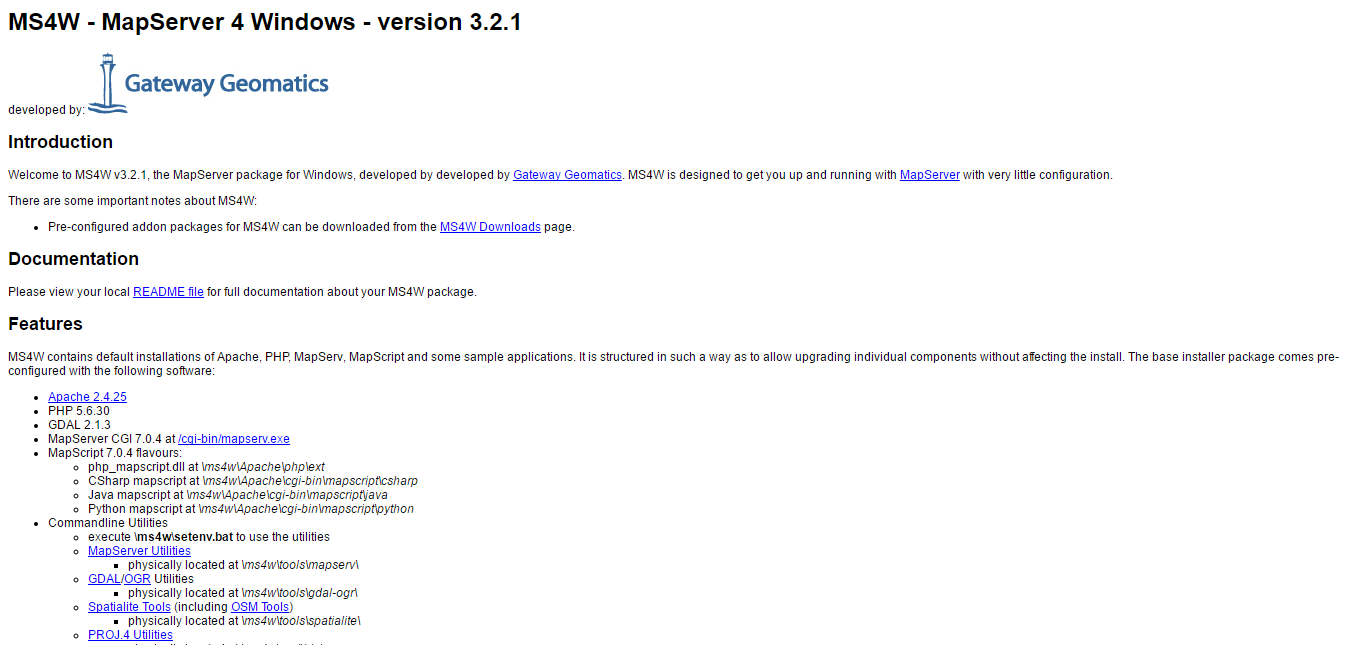 MS4W - MapServer 4 Windows - version 3.2.1
developed by: Gateway Geomatics
Introduction
Welcome to MS4W v3.2.1, the MapServer package for Windows, developed by developed by Gateway Geomatics. MS4W is designed to get you up and running with MapServer with very little configuration.
There are some important notes about MS4W:
Pre-configured addon packages for MS4W can be downloaded from the MS4W Downloads page.
Documentation
Please view your local README file for full documentation about your MS4W package.
Features
MS4W contains default installations of Apache, PHP, MapServ, MapScript and some sample applications. It is structured in such a way as to allow upgrading individual components without affecting the install. The base installer package comes pre-
configured with the following software:
Apache 2.4.25
PHP 5.6.30
GDAL 2.1.3
MapServer CGI 7.0.4 at /cgi-bin/mapserv.exe
MapScript 7.0.4 flavours:
php_mapscript.dll at \ms4w\Apache\php\ext
CSharp mapscript at \ms4w\Apache\cgi-bin\mapscript\csharp
Java mapscript at \ms4w\Apache\cgi-bin\mapscript\java
Python mapscript at \ms4w\Apache\cgi-bin\mapscript\python
Commandline Utilities
execute \ms4w\setenv.bat to use the utilities
MapServer Utilities
physically located at \ms4w\tools\mapserv\
GDAL/OGR Utilities
physically located at \ms4w\tools\gdal-ogr\
Spatialite Tools (including OSM Tools)
physically located at \ms4w\tools\spatialite\
PROJ.4 Utilities